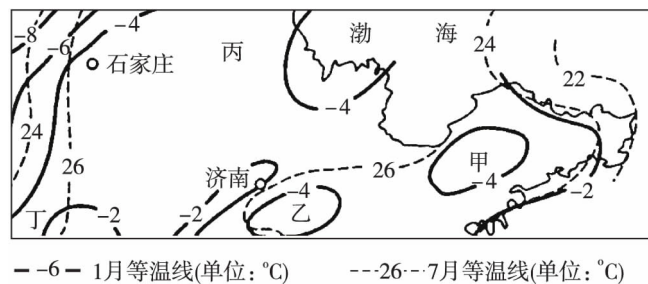 -8
-6
-4
石家庄
丙
渤 海
24
22
24
26
-4
济南
26
甲
-4
-4
乙
丁
-2
-2
-2
-6 1月等温线(单位：℃)
26 7月等温线(单位：℃)